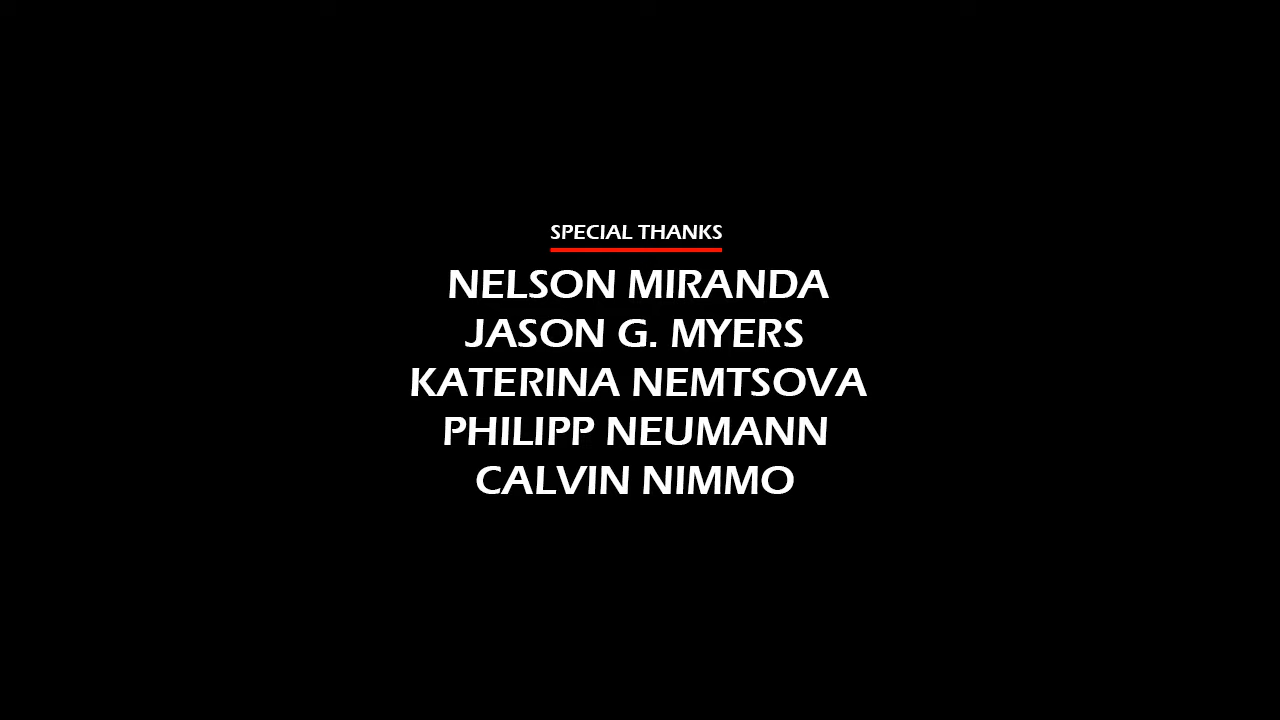 SPECIAL THANKS
NELSON MIRANDA
JASON G. MYERS
KATERINA NEMTSOVA
PHILIPP NEUMANN
CALVIN NIMMO